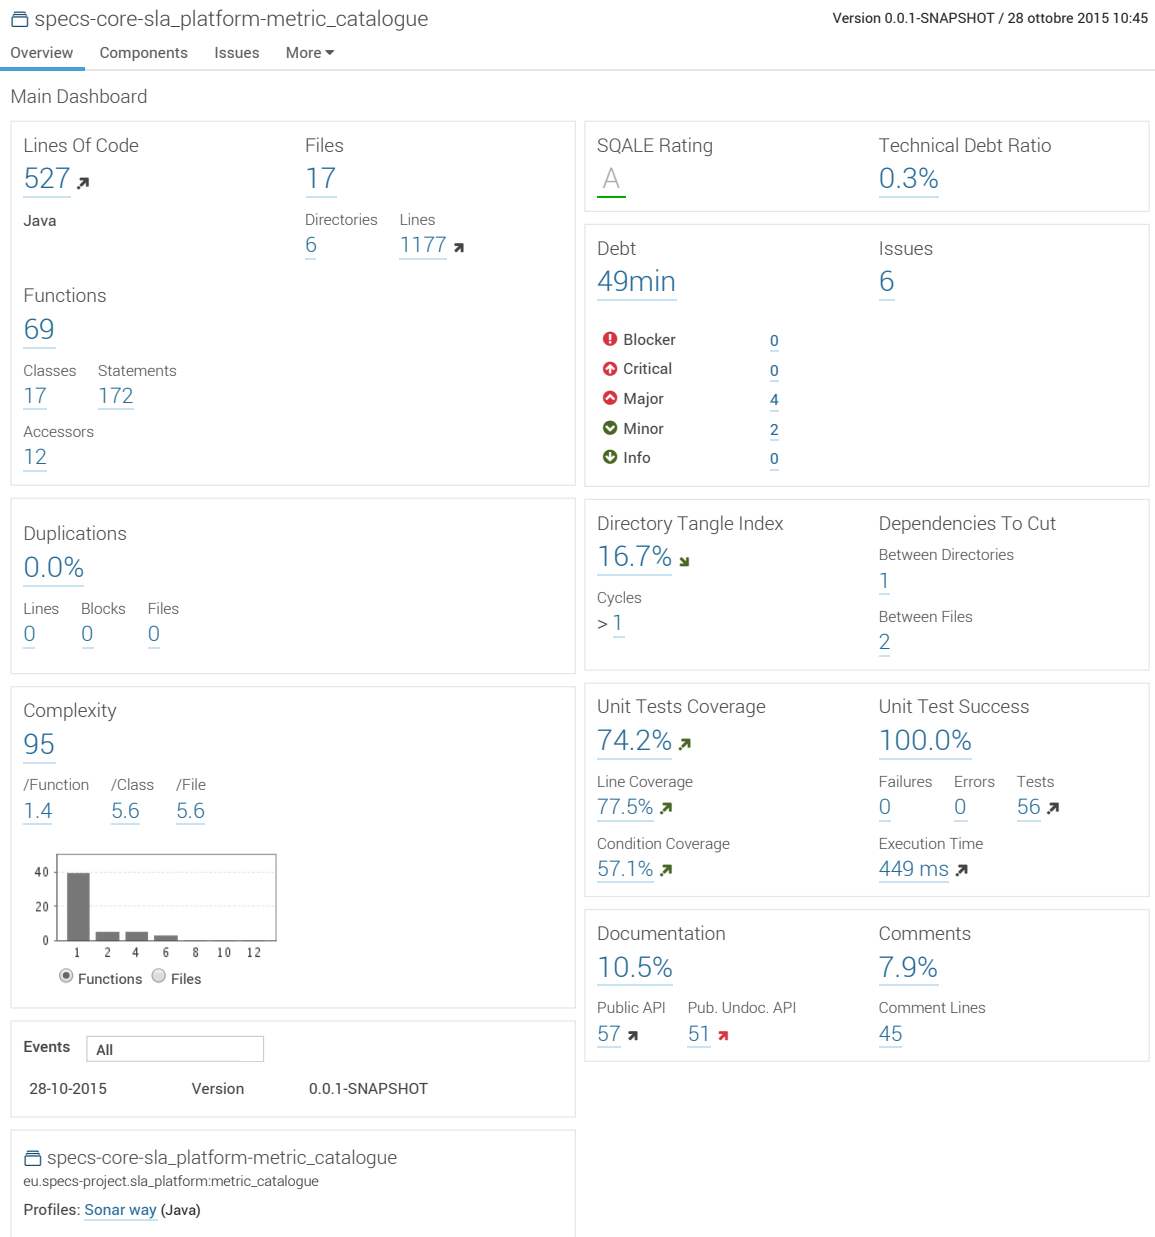 specs-core-sla_platform-metric_catalogue
Version 0.0.1-SNAPSHOT / 28 ottobre 2015 10:45
Overview Components Issues More
Main Dashboard
Lines Of Code Files
527 17
Java
Directories Lines
6 1177
Functions
69
Classes Statements
17 172
Accessors
12
Duplications
0.0%
Lines Blocks Files
0 0 0
Complexity
95
/Function /Class /File
1.4 5.6 5.6
40
20
0
1 2 4 6 8 10 12
Functions Files
Events All
28-10-2015 Version 0.0.1-SNAPSHOT
specs-core-sla_platform-metric_catalogue
eu.specs-project.sla_platform:metric_catalogue
Profiles: Sonar way (Java)
SQALE Rating Technical Debt Ratio
A 0.3%
Debt Issues
49min 6
Blocker 0
Critical 0
Major 4
Minor 2
Info 0
Directory Tangle Index Dependencies To Cut
16.7%
Between Directories
1
Cycles
> 1
Between Files
2
Unit Tests Coverage Unit Test Success
74.2% 100.0%
Line Coverage Failures Errors Tests
77.5% 0 0 56
Condition Coverage Execution Time
57.1% 449 ms
Documentation Comments
10.5% 7.9%
Public API Pub. Undoc. API Comment Lines
57 51 45